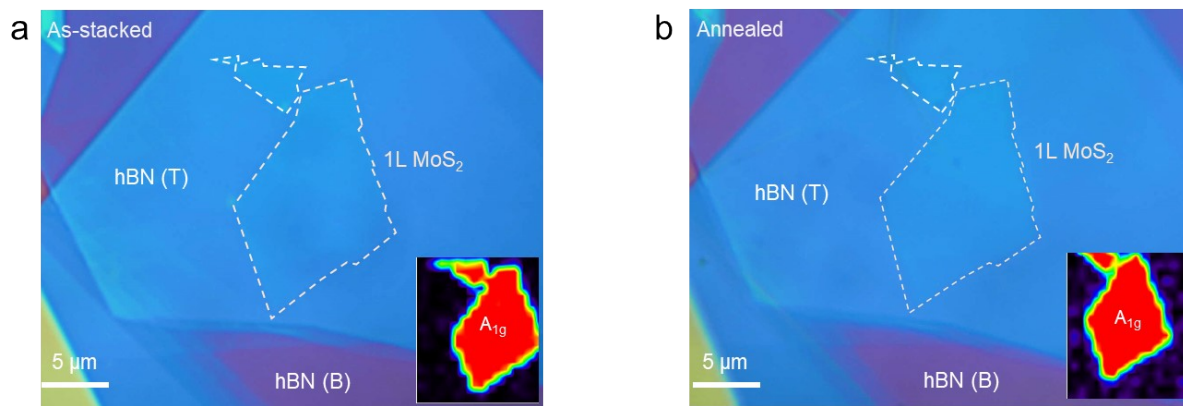 a
As-stacked
1L MoS₂
hBN (T)
A₁g
5 μm
hBN (B)
b
Annealed
1L MoS₂
hBN (T)
A₁g
5 μm
hBN (B)